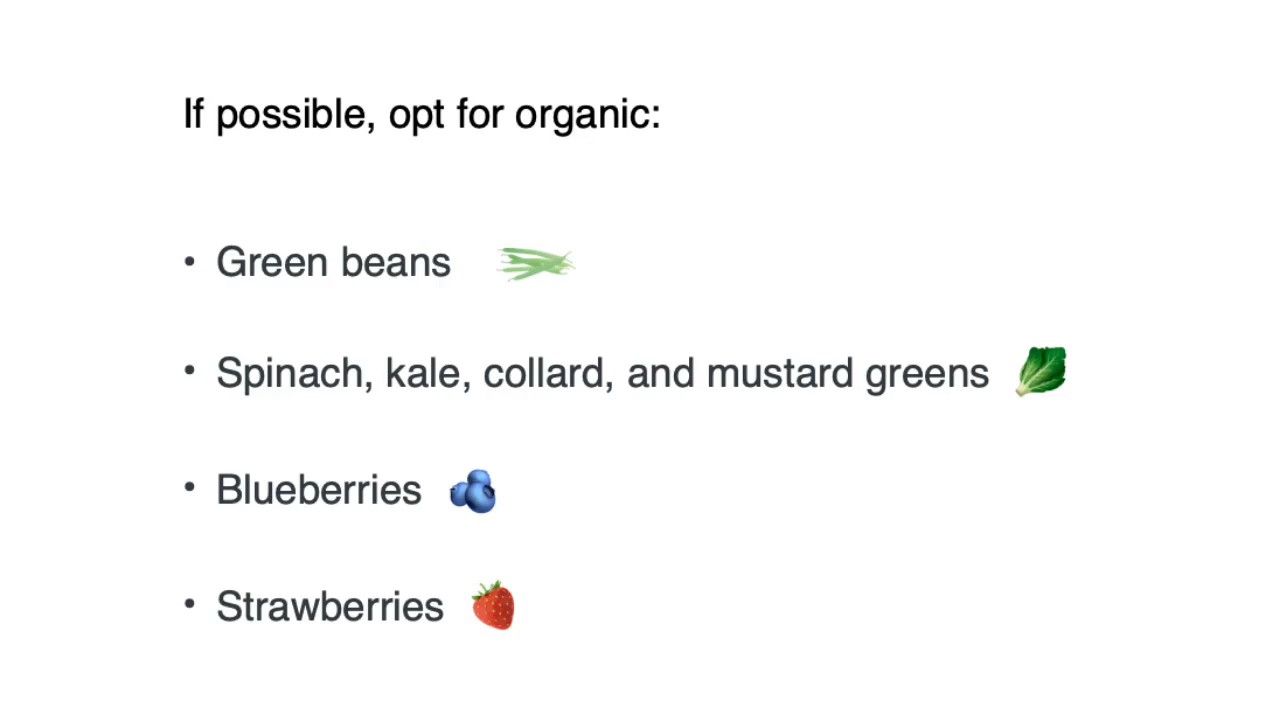 If possible, opt for organic:
• Green beans
• Spinach, kale, collard, and mustard greens
• Blueberries
• Strawberries